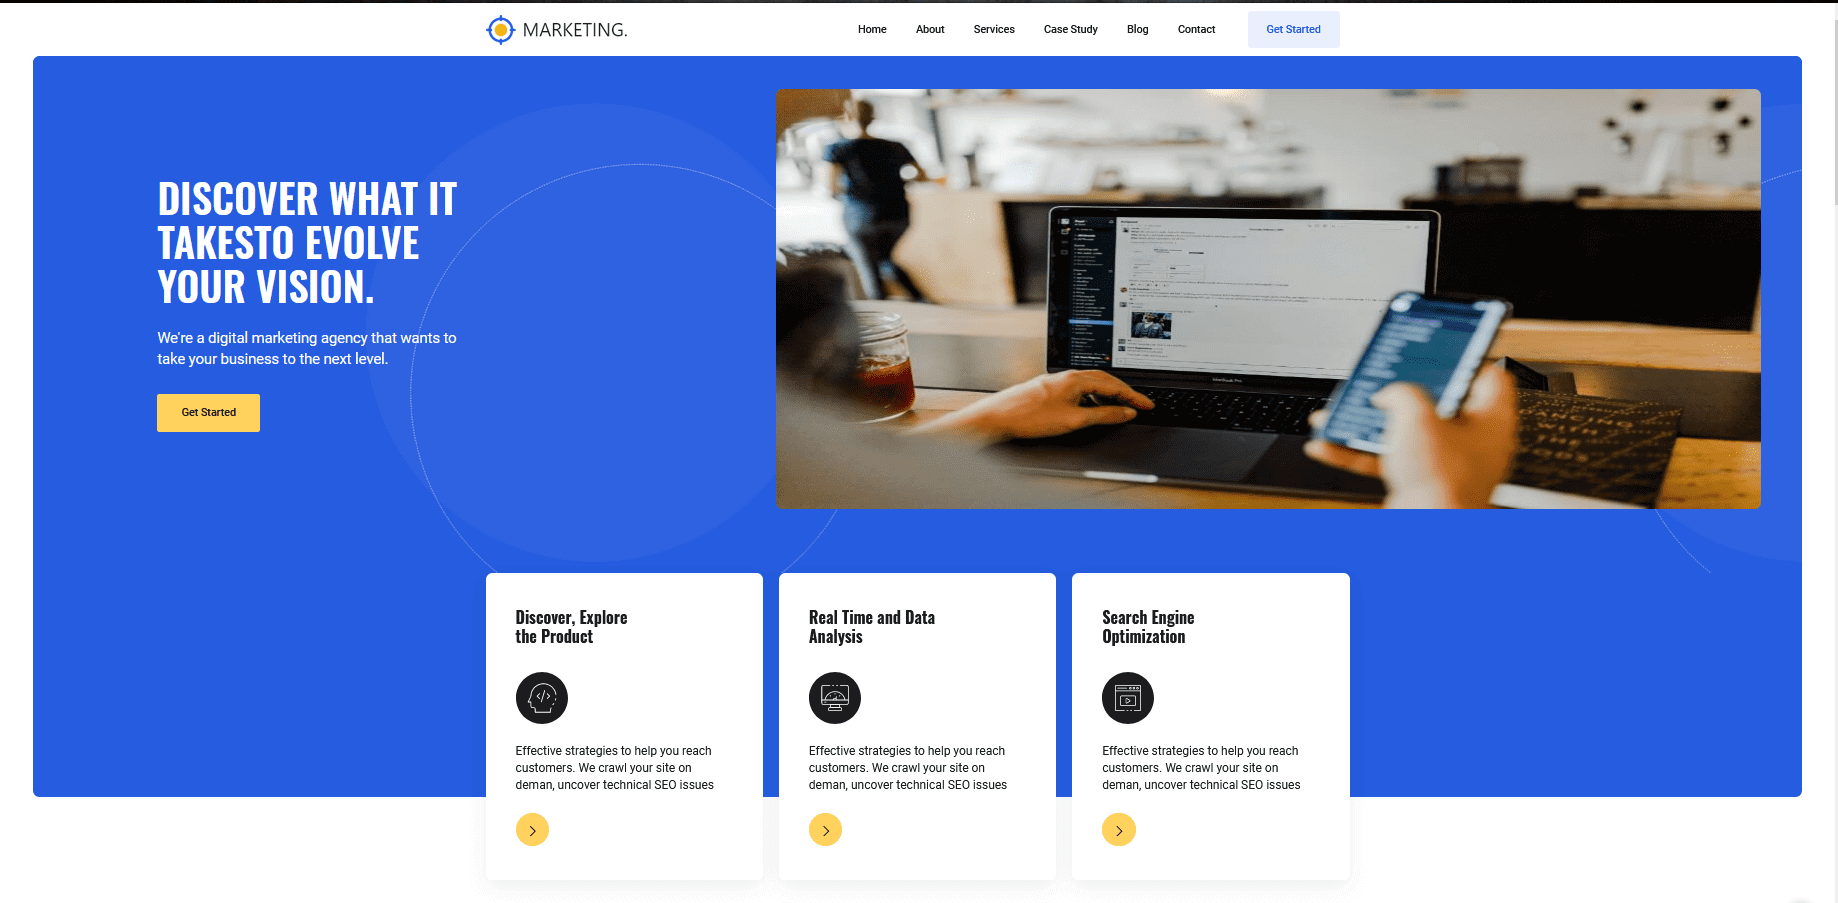 MARKETING.
Home About Services Case Study Blog Contact Get Started
DISCOVER WHAT IT
TAKESTO EVOLVE
YOUR VISION.
We're a digital marketing agency that wants to
take your business to the next level.
Get Started
Discover, Explore
the Product
Effective strategies to help you reach
customers. We crawl your site on
deman, uncover technical SEO issues
Real Time and Data
Analysis
Effective strategies to help you reach
customers. We crawl your site on
deman, uncover technical SEO issues
Search Engine
Optimization
Effective strategies to help you reach
customers. We crawl your site on
deman, uncover technical SEO issues